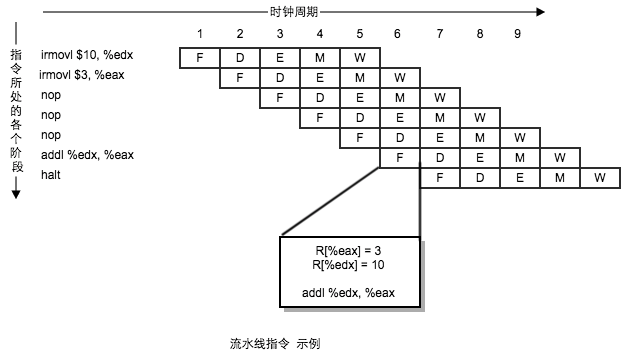 时钟周期
1 2 3 4 5 6 7 8 9
指令所处的各个阶段
irmovl $10, %edx F D E M W
irmovl $3, %eax F D E M W
nop F D E M W
nop F D E M W
nop F D E M W
addl %edx, %eax F D E M W
halt F D E M W
R[%eax] = 3
R[%edx] = 10
addl %edx, %eax
流水线指令 示例